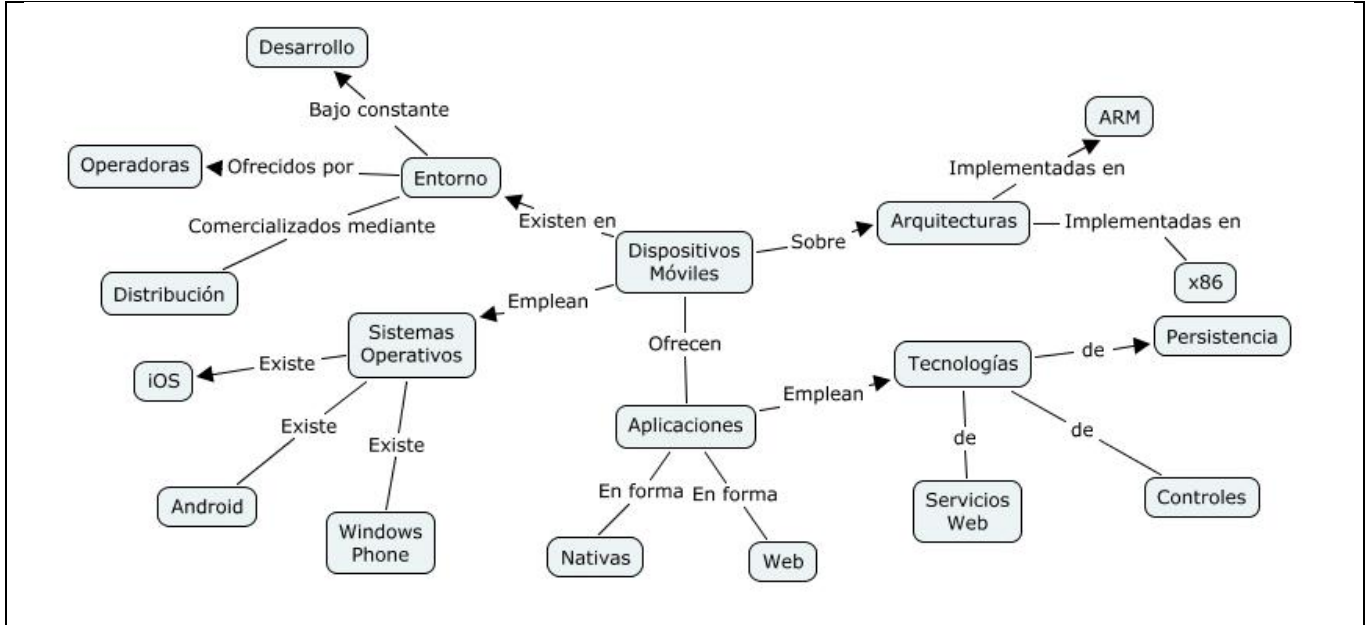 Desarrollo
Bajo constante
ARM
Operadoras
Ofrecidos por
Entorno
Implementadas en
Comercializados mediante
Existen en
Sobre
Arquitecturas
Implementadas en
Dispositivos
Móviles
Distribución
x86
Emplean
Sistemas
Operativos
Ofrecen
Tecnologías
de
Persistencia
iOS
Existe
Emplean
Existe
Existe
Aplicaciones
de
de
En forma
En forma
Android
Windows
Phone
Nativas
Web
Servicios
Web
Controles